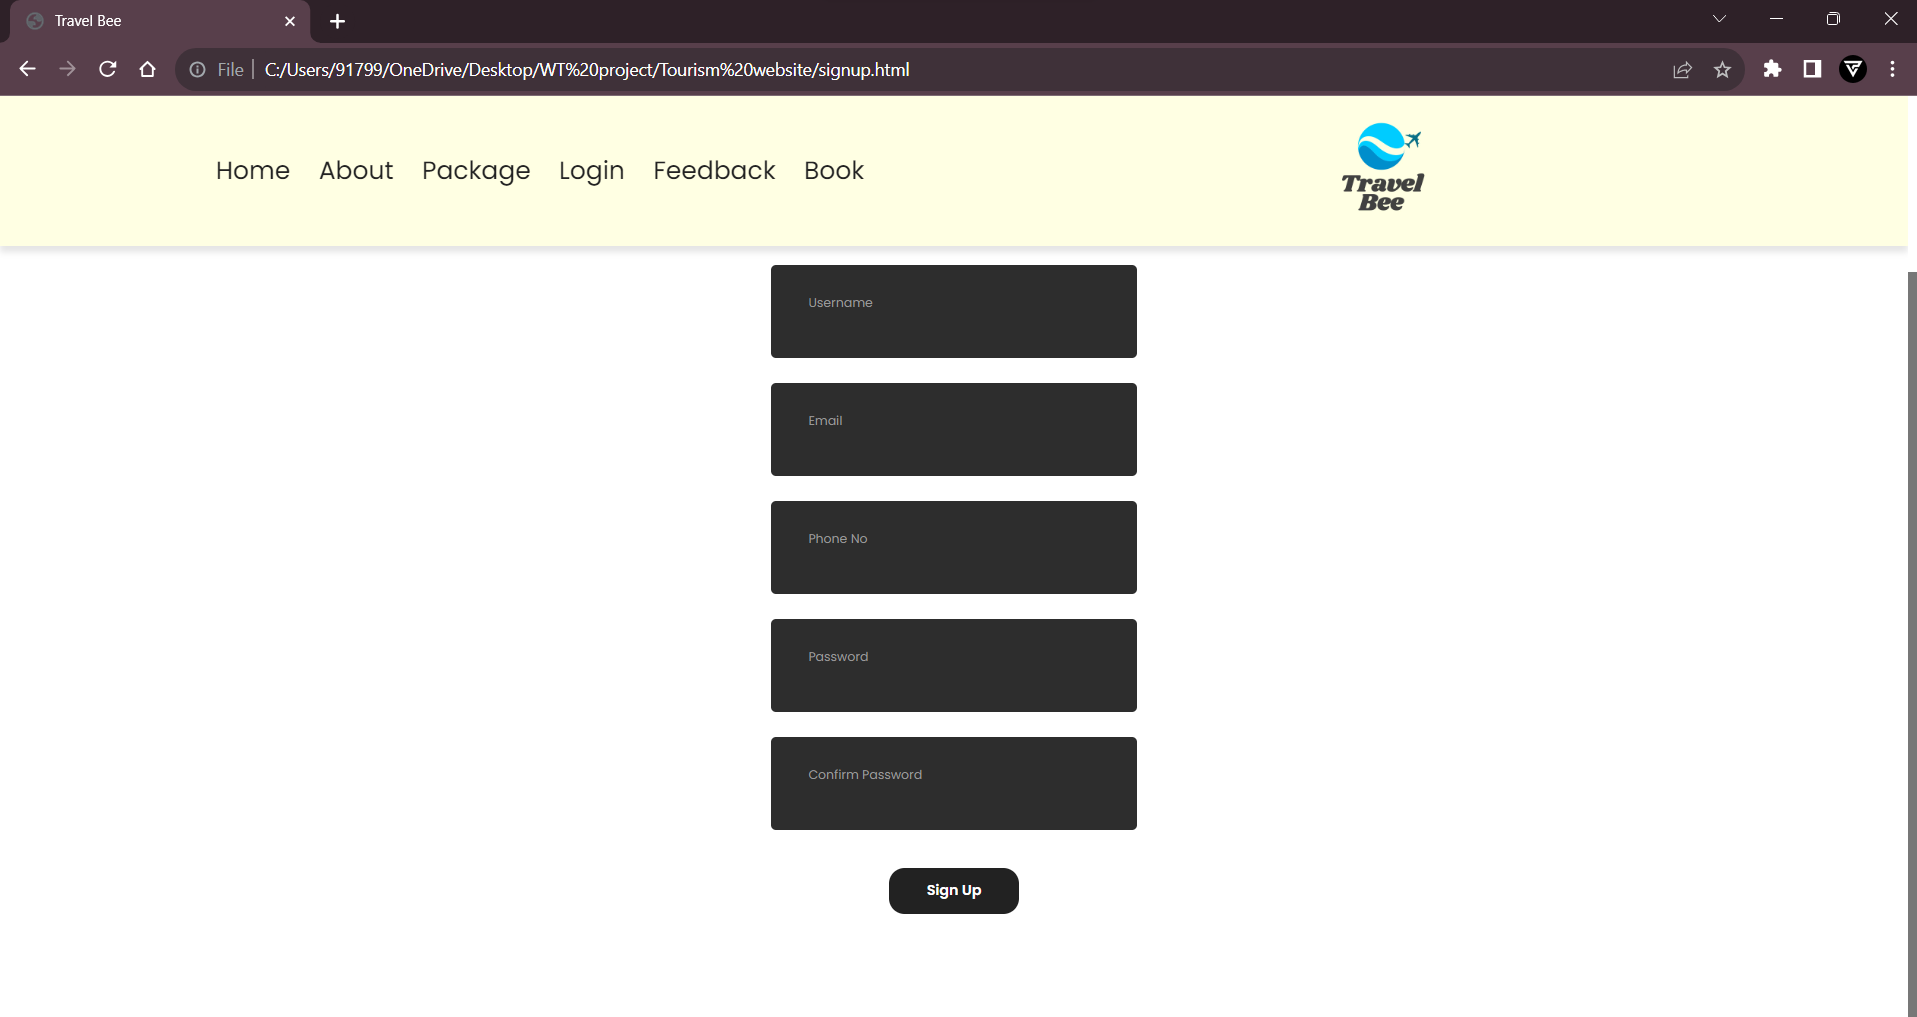 Travel Bee
File
C:/Users/91799/OneDrive/Desktop/WT%20project/Tourism%20website/signup.html
Home About Package Login Feedback Book
Travel
Bee
Username
Email
Phone No
Password
Confirm Password
Sign Up